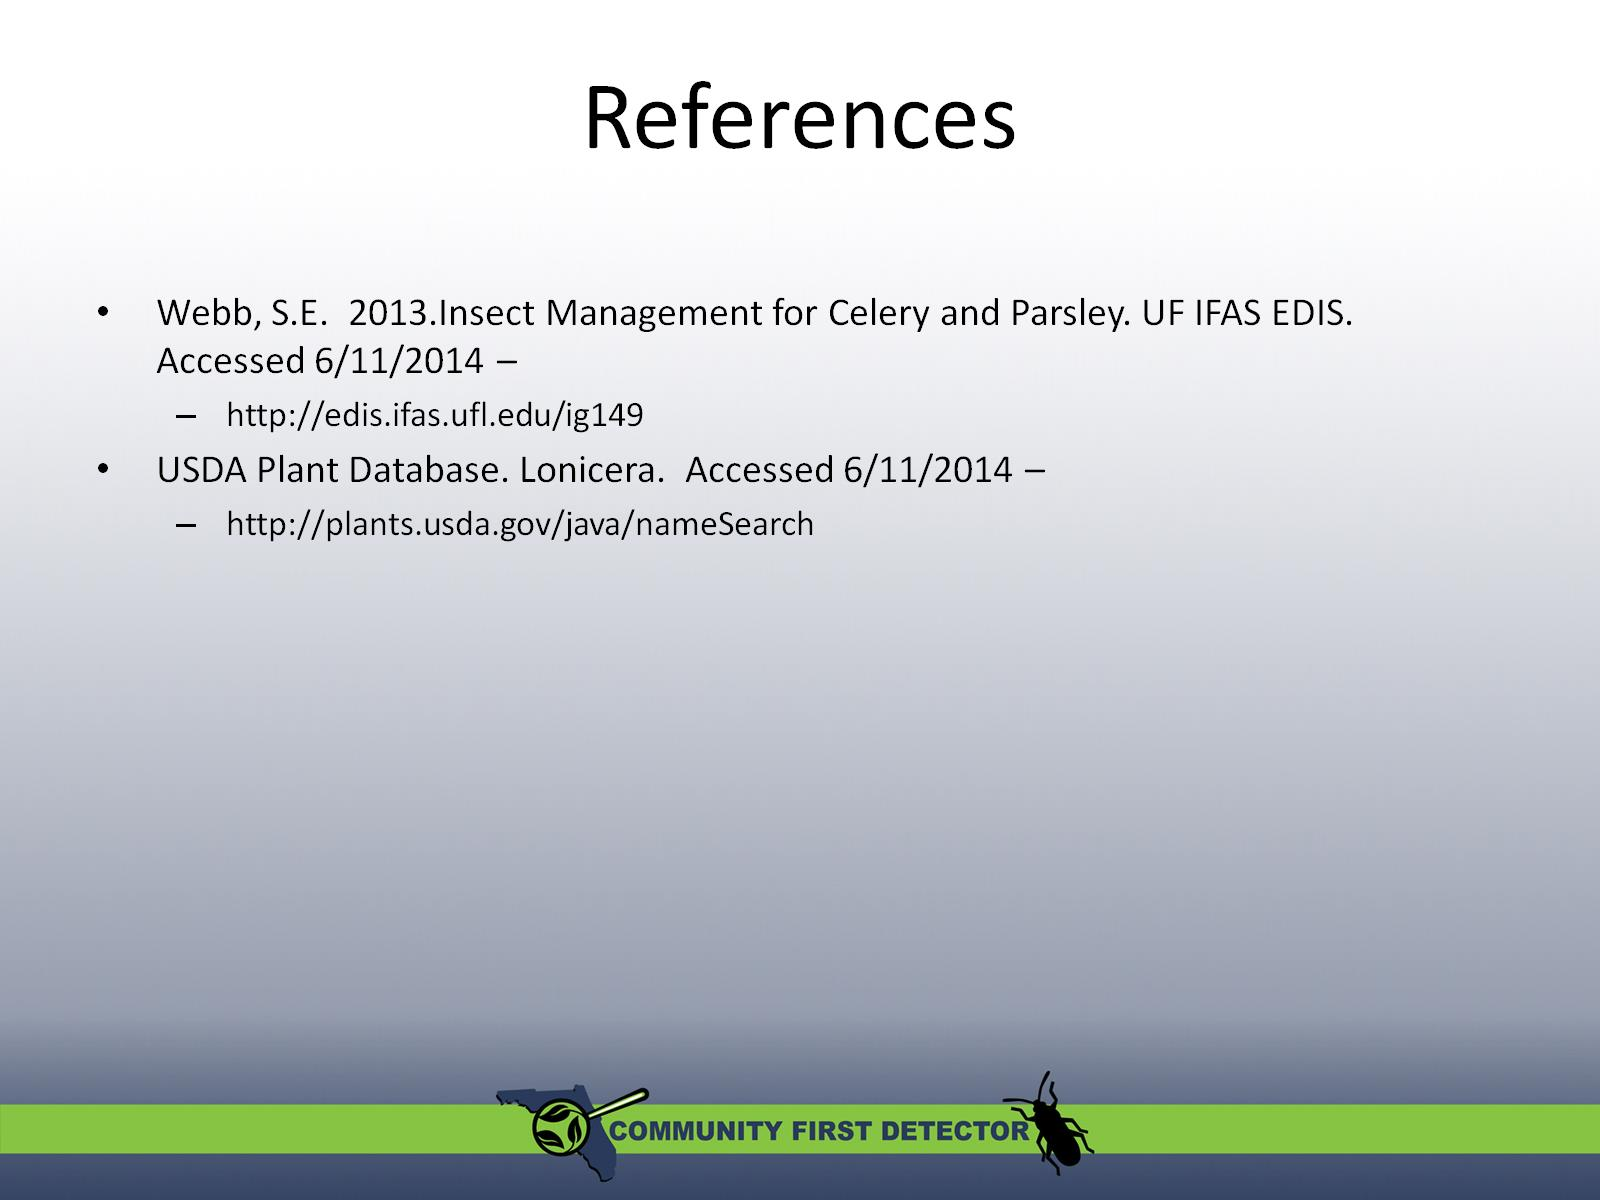 References
• Webb, S.E.  2013.Insect Management for Celery and Parsley. UF IFAS EDIS.
Accessed 6/11/2014 –
– http://edis.ifas.ufl.edu/ig149
• USDA Plant Database. Lonicera.  Accessed 6/11/2014 –
– http://plants.usda.gov/java/nameSearch
COMMUNITY FIRST DETECTOR